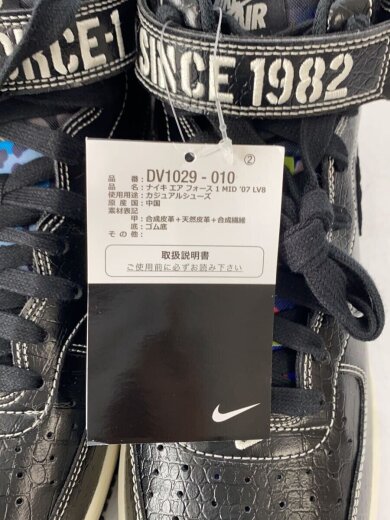 AIR
ORCE-1
SINCE 1982
②
品番: DV1029 - 010
品名: ナイキ エア フォース 1 MID '07 LV8
使用用途: カジュアルシューズ
原産国: 中国
素材表記
甲: 合成皮革＋天然皮革＋合成繊維
底: ゴム底
その他:
取扱説明書
ご使用前に必ずお読み下さい